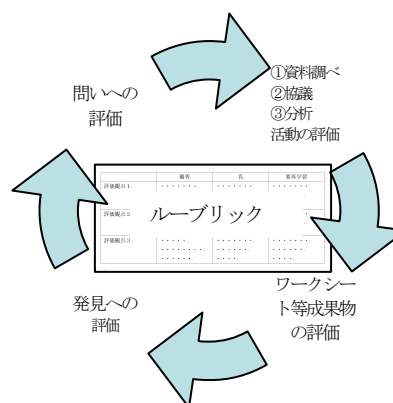 問いへの
評価
①資料調べ
②協議
③分析
活動の評価
優秀 良 要再学習
評価観点1
評価観点2
評価観点3
ルーブリック
ワークシー
ト等成果物
の評価
発見への
評価